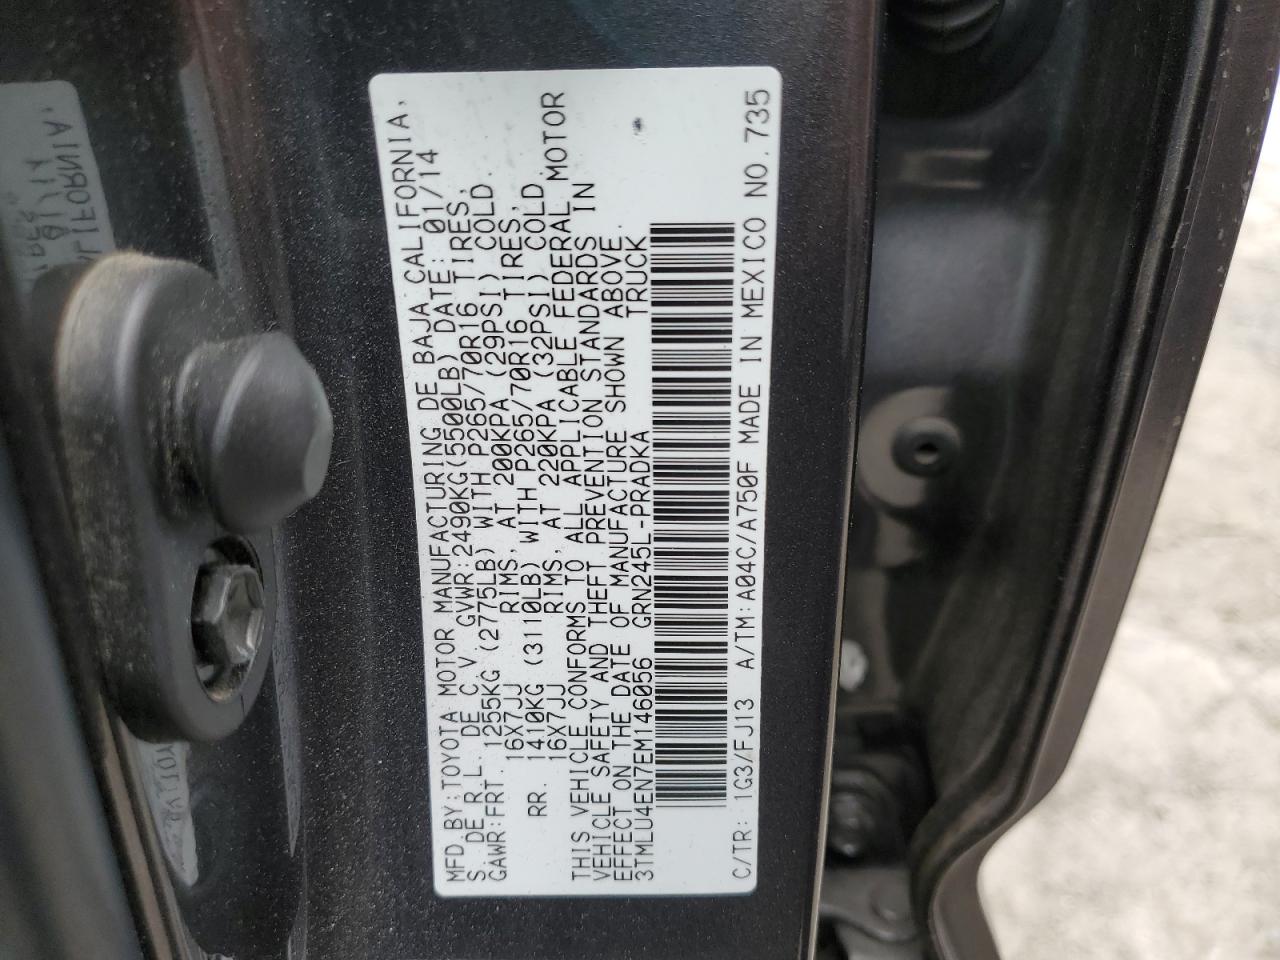 MFD BY:TOYOTA MOTOR MANUFACTURING DE BAJA CALIFORNIA,
S. DE R.L. DE C.V. GVWR:2490KG(5500LB) DATE: 01/14
GAWR:FRT. 1255KG (2775LB) WITH P265/70R16 TIRES,
16X7JJ RIMS, AT 200KPA (29PSI) COLD.
RR. 1410KG (3110LB) WITH P265/70R16 TIRES,
16X7JJ RIMS, AT 220KPA (32PSI) COLD
THIS VEHICLE CONFORMS TO ALL APPLICABLE FEDERAL MOTOR
VEHICLE SAFETY AND THEFT PREVENTION STANDARDS IN
EFFECT ON THE DATE OF MANUFACTURE SHOWN ABOVE.
3TMLU4EN7EM146056 GRN245L-PRADKA TRUCK
C/TR: 1G3/FJ13 A/TM:A04C/A750F MADE IN MEXICO NO.735